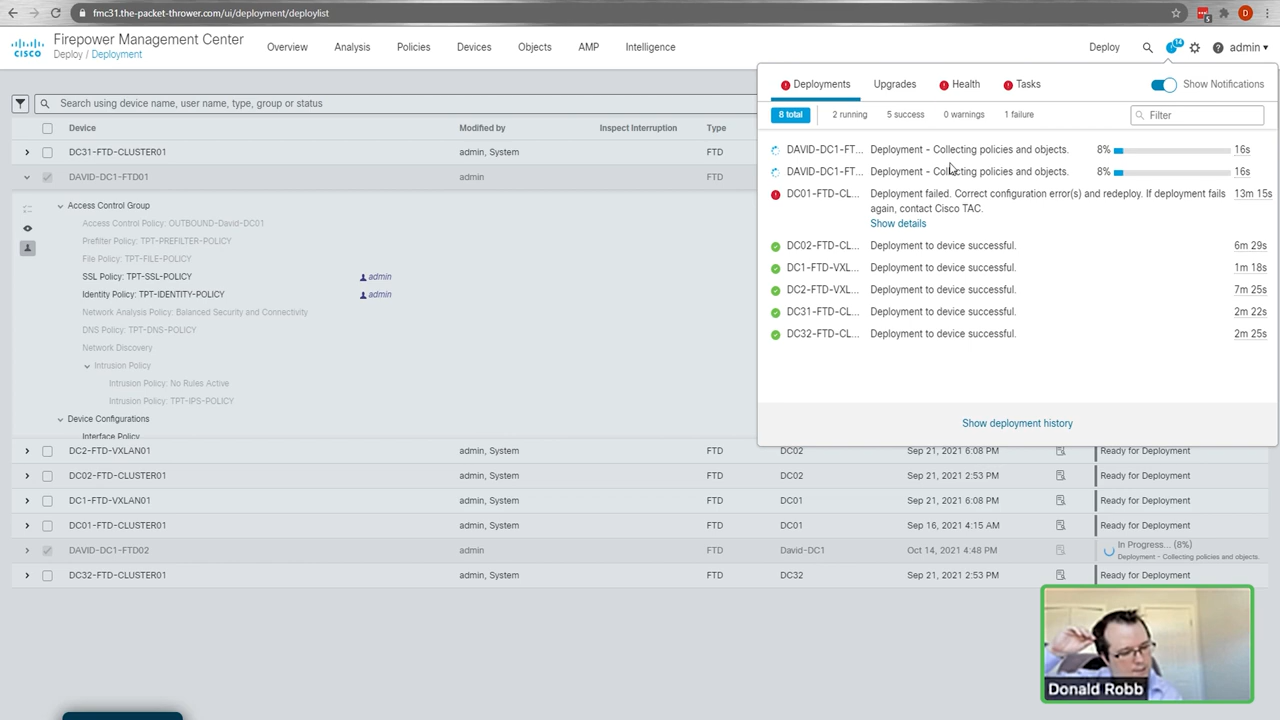 fmc31.the-packet-thrower.com/ui/deployment/deploylist
5
D
CISCO
Firepower Management Center
Deploy / Deployment
Overview
Analysis
Policies
Devices
Objects
AMP
Intelligence
Deploy
14
admin
Search using device name, user name, type, group or status
Device
Modified by
Inspect Interruption
Type
DC31-FTD-CLUSTER01
admin, System
FTD
DAVID-DC1-FTD01
admin
FTD
Access Control Group
Access Control Policy: OUTBOUND-David-DC01
Prefilter Policy: TPT-PREFILTER-POLICY
File Policy: TPT-FILE-POLICY
SSL Policy: TPT-SSL-POLICY
admin
Identity Policy: TPT-IDENTITY-POLICY
admin
Network Analysis Policy: Balanced Security and Connectivity
DNS Policy: TPT-DNS-POLICY
Network Discovery
Intrusion Policy
Intrusion Policy: No Rules Active
Intrusion Policy: TPT-IPS-POLICY
Device Configurations
Interface Policy
Deployments
Upgrades
Health
Tasks
Show Notifications
8 total
2 running
5 success
0 warnings
1 failure
Filter
DAVID-DC1-FT... Deployment - Collecting policies and objects. 8% 16s
DAVID-DC1-FT... Deployment - Collecting policies and objects. 8% 16s
DC01-FTD-CL... Deployment failed. Correct configuration error(s) and redeploy. If deployment fails 13m 15s
again, contact Cisco TAC.
Show details
DC02-FTD-CL... Deployment to device successful. 6m 29s
DC1-FTD-VXL... Deployment to device successful. 1m 18s
DC2-FTD-VXL... Deployment to device successful. 7m 25s
DC31-FTD-CL... Deployment to device successful. 2m 22s
DC32-FTD-CL... Deployment to device successful. 2m 25s
Show deployment history
DC2-FTD-VXLAN01 admin, System FTD DC02 Sep 21, 2021 6:08 PM Ready for Deployment
DC02-FTD-CLUSTER01 admin, System FTD DC02 Sep 21, 2021 2:53 PM Ready for Deployment
DC1-FTD-VXLAN01 admin, System FTD DC01 Sep 21, 2021 6:08 PM Ready for Deployment
DC01-FTD-CLUSTER01 admin, System FTD DC01 Sep 16, 2021 4:15 AM Ready for Deployment
DAVID-DC1-FTD02 admin FTD David-DC1 Oct 14, 2021 4:48 PM In Progress... (8%)
Deployment - Collecting policies and objects.
DC32-FTD-CLUSTER01 admin, System FTD DC32 Sep 21, 2021 2:53 PM Ready for Deployment
Donald Robb